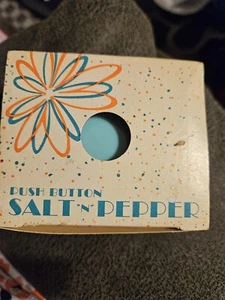 PUSH BUTTON
SALT 'N' PEPPER